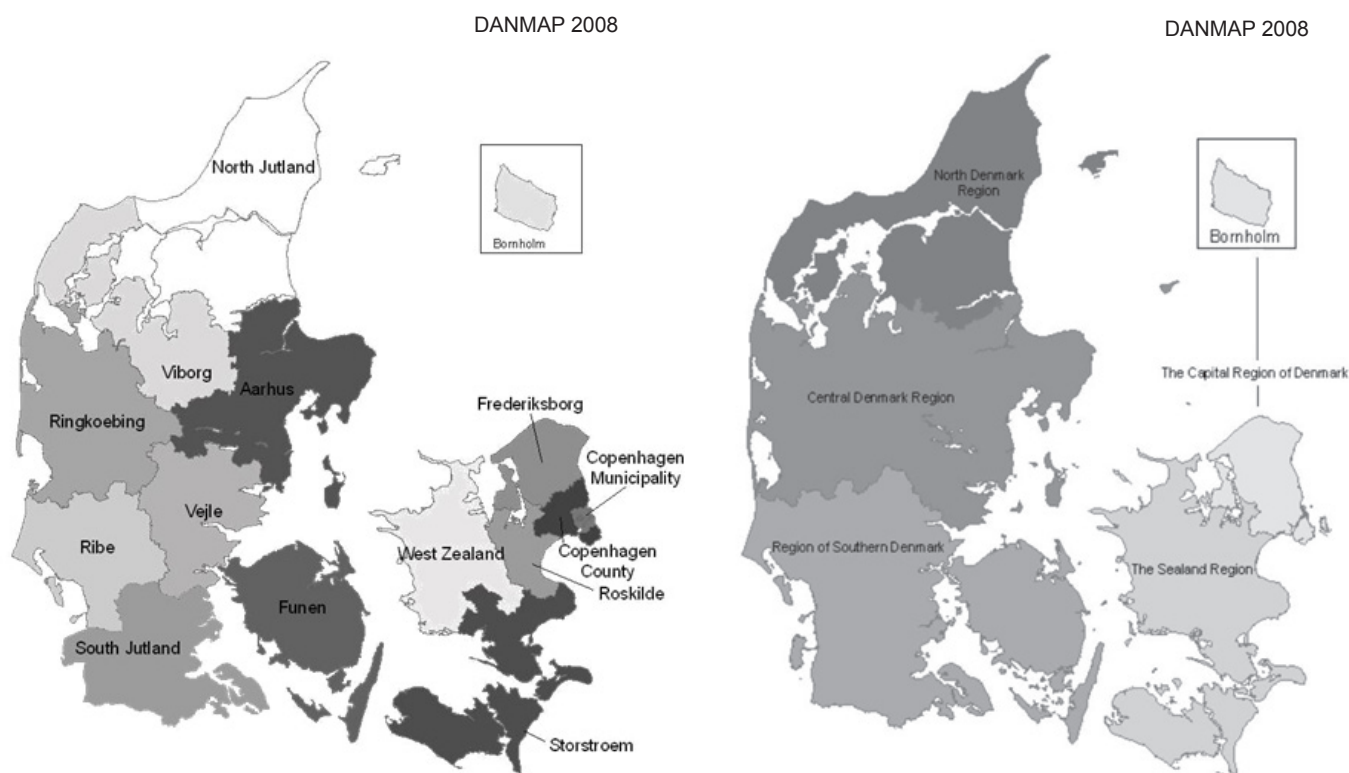 DANMAP 2008
North Jutland
Bornholm
Viborg
Aarhus
Ringkoebing
Frederiksborg
Copenhagen
Municipality
Vejle
Ribe
West Zealand
Copenhagen
County
Roskilde
Funen
South Jutland
Storstroem
DANMAP 2008
North Denmark
Region
Bornholm
The Capital Region of Denmark
Central Denmark Region
Region of Southern Denmark
The Sealand Region